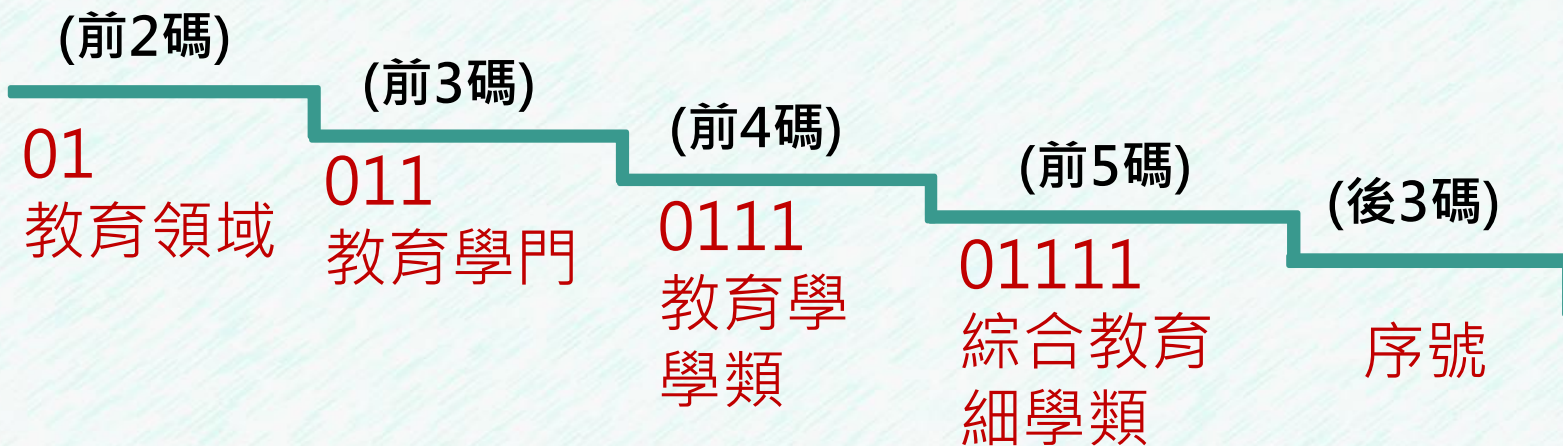 (前2碼)
01
教育領域
(前3碼)
011
教育學門
(前4碼)
0111
教育學
學類
(前5碼)
01111
綜合教育
細學類
(後3碼)
序號